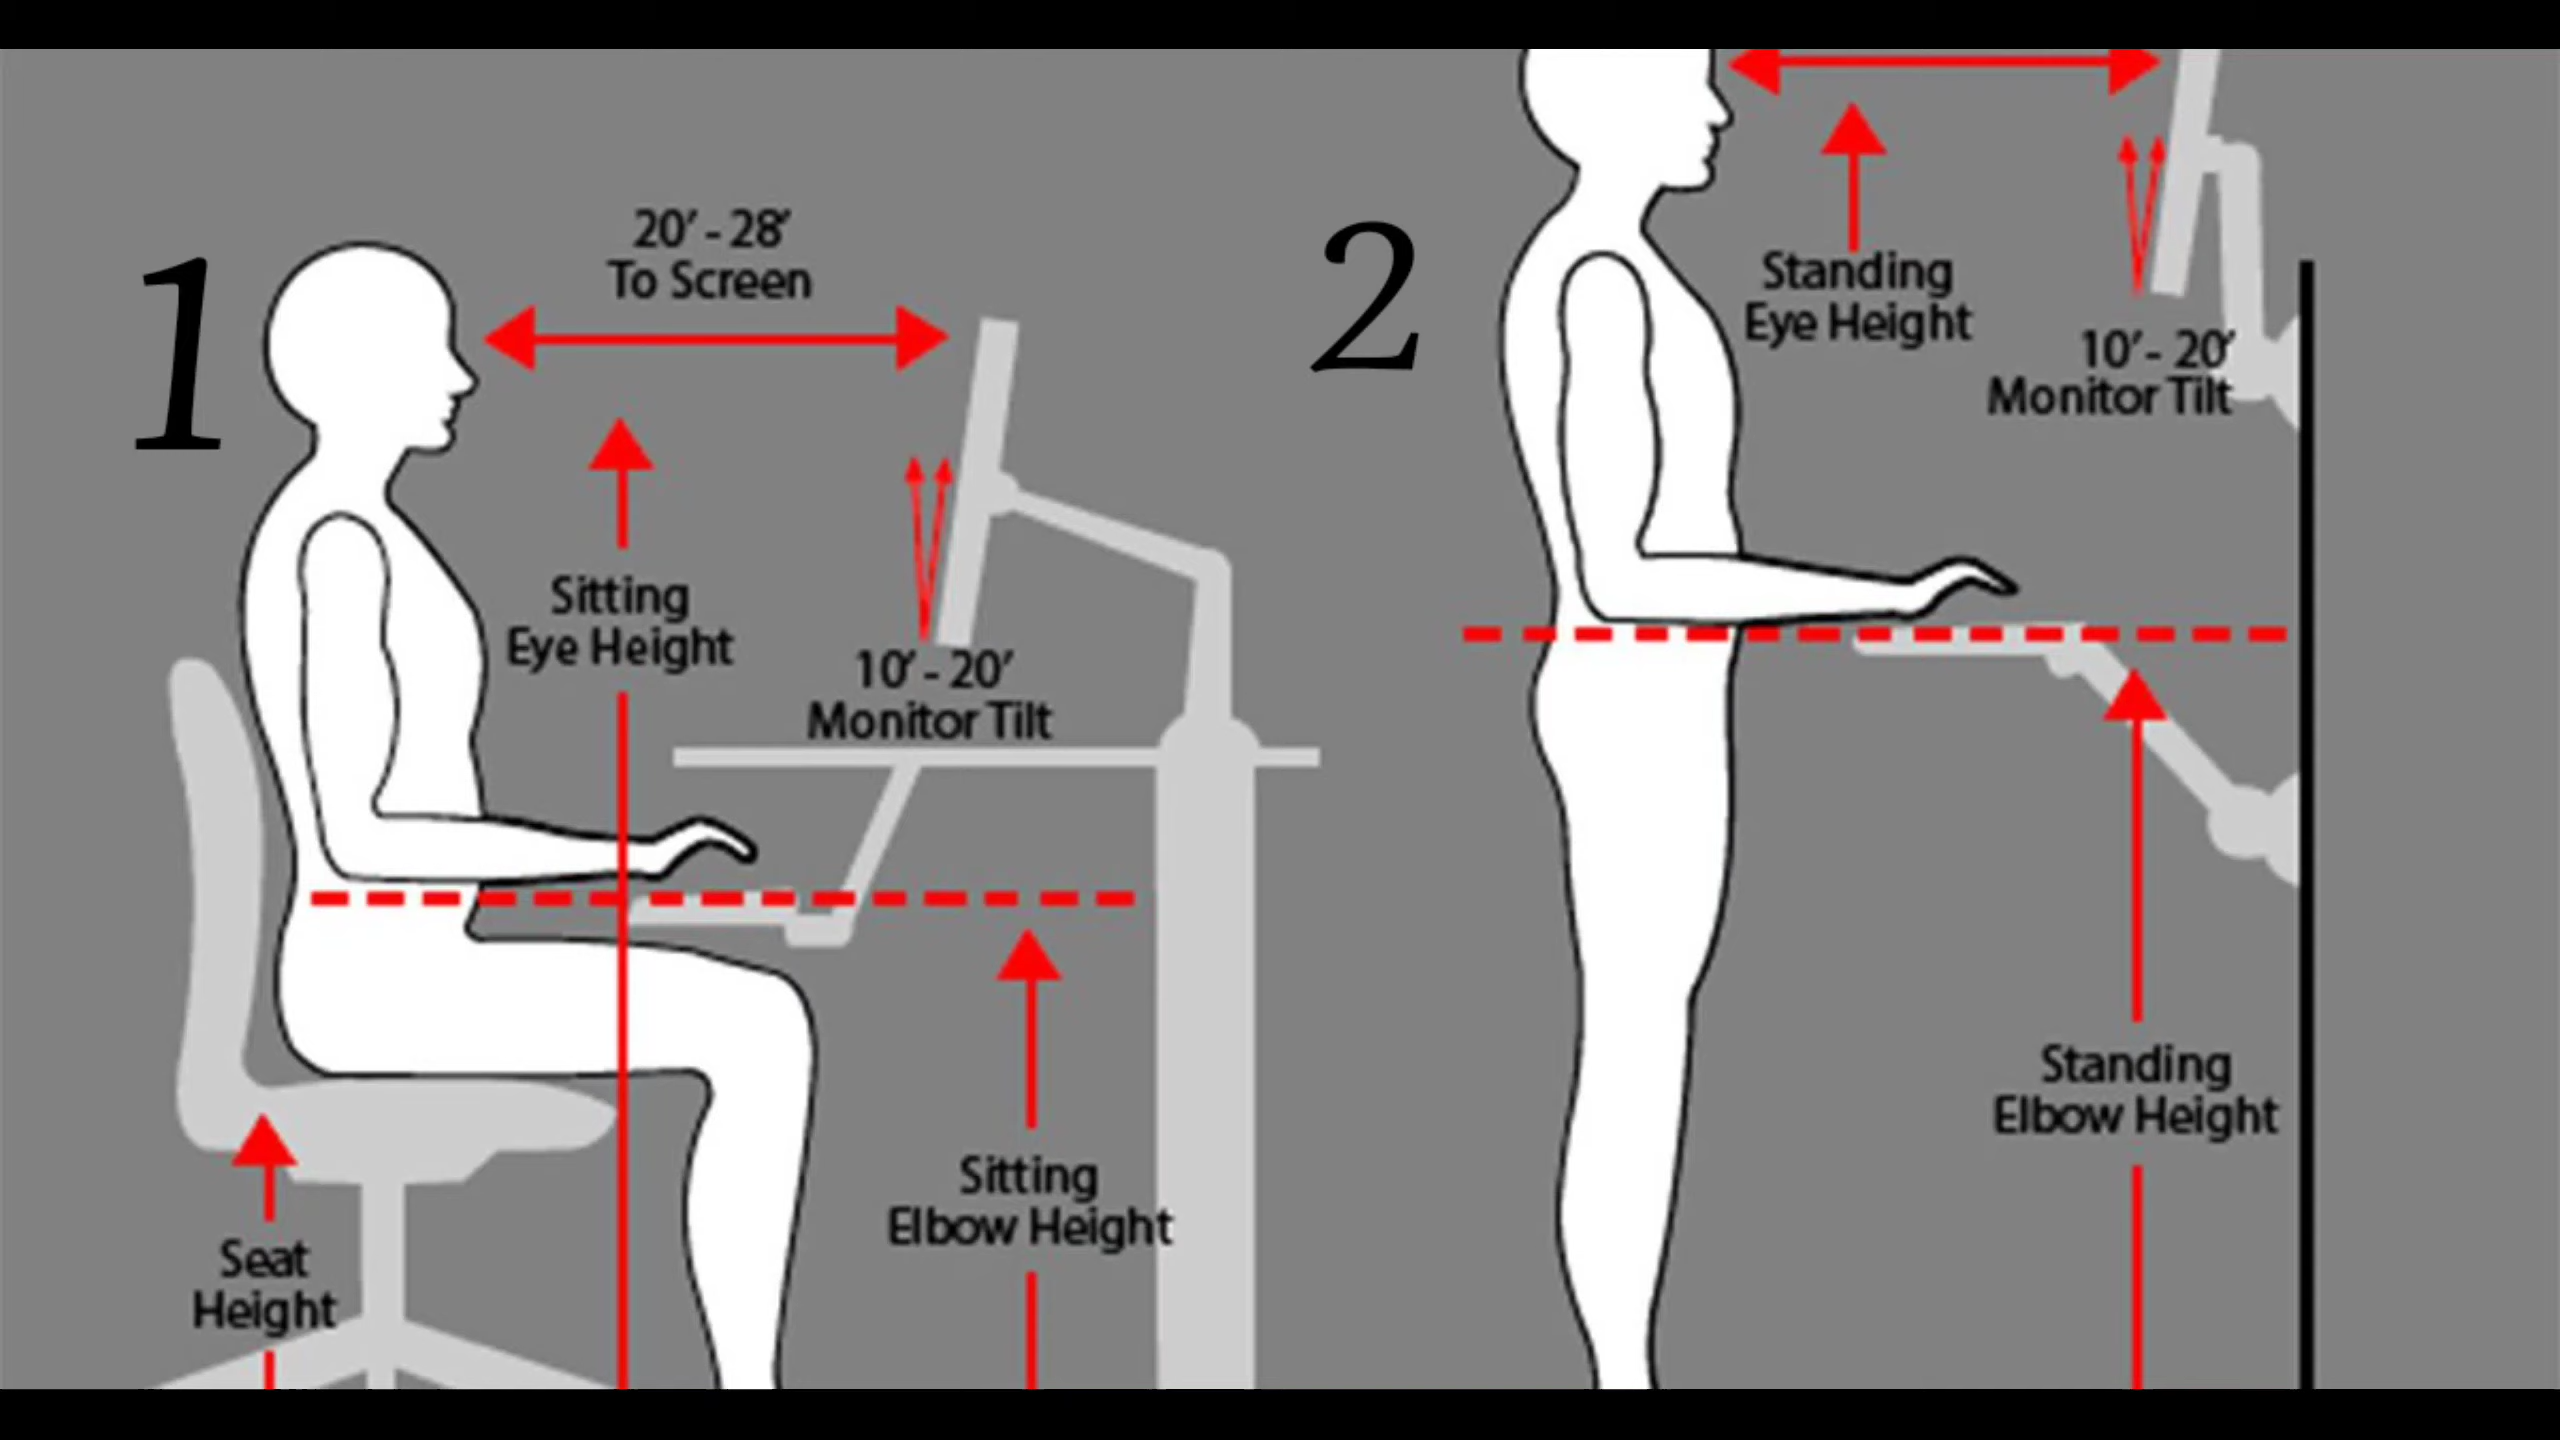 1
20' - 28'
To Screen
Sitting
Eye Height
10' - 20'
Monitor Tilt
Sitting
Elbow Height
Seat
Height
2
Standing
Eye Height
10' - 20'
Monitor Tilt
Standing
Elbow Height